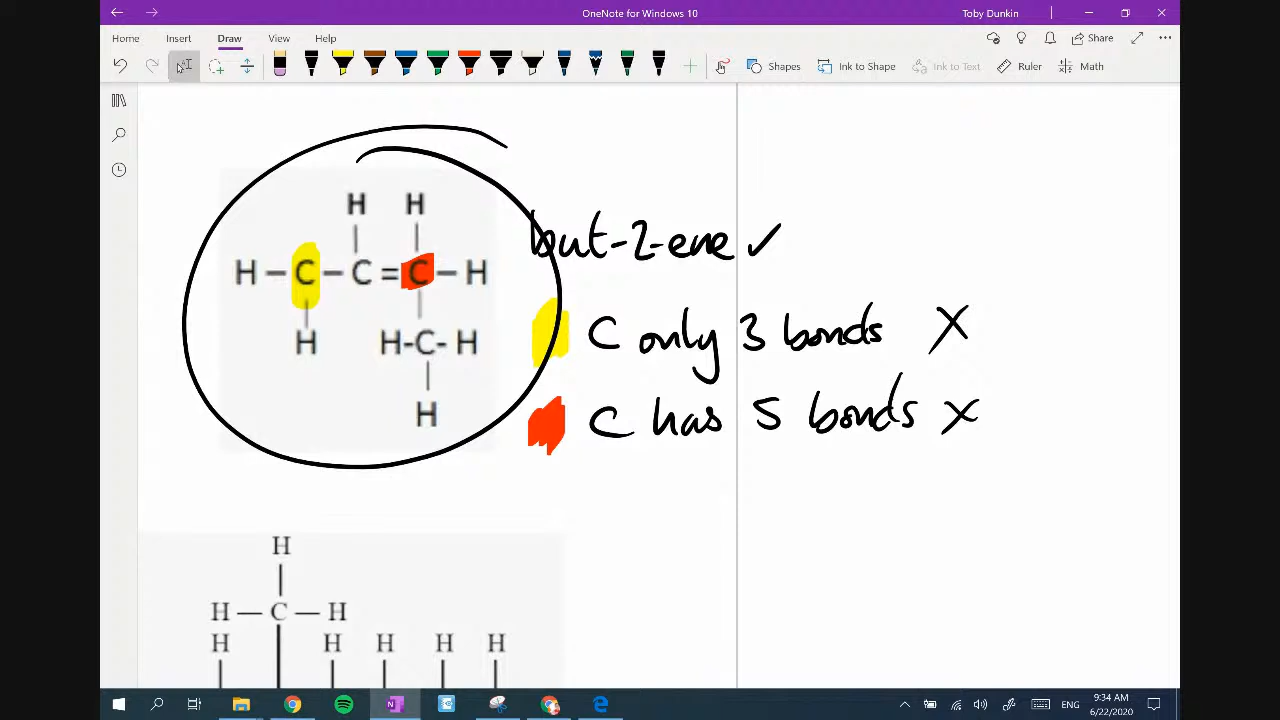 OneNote for Windows 10
Toby Dunkin
Home Insert Draw View Help
Share
Shapes Ink to Shape Ink to Text Ruler Math
H H
H – C – C = C – H
H H-C- H
H
but-2-ene ✓
C only 3 bonds X
C has 5 bonds X
H
H — C — H
H H H H H
ENG
9:34 AM
6/22/2020